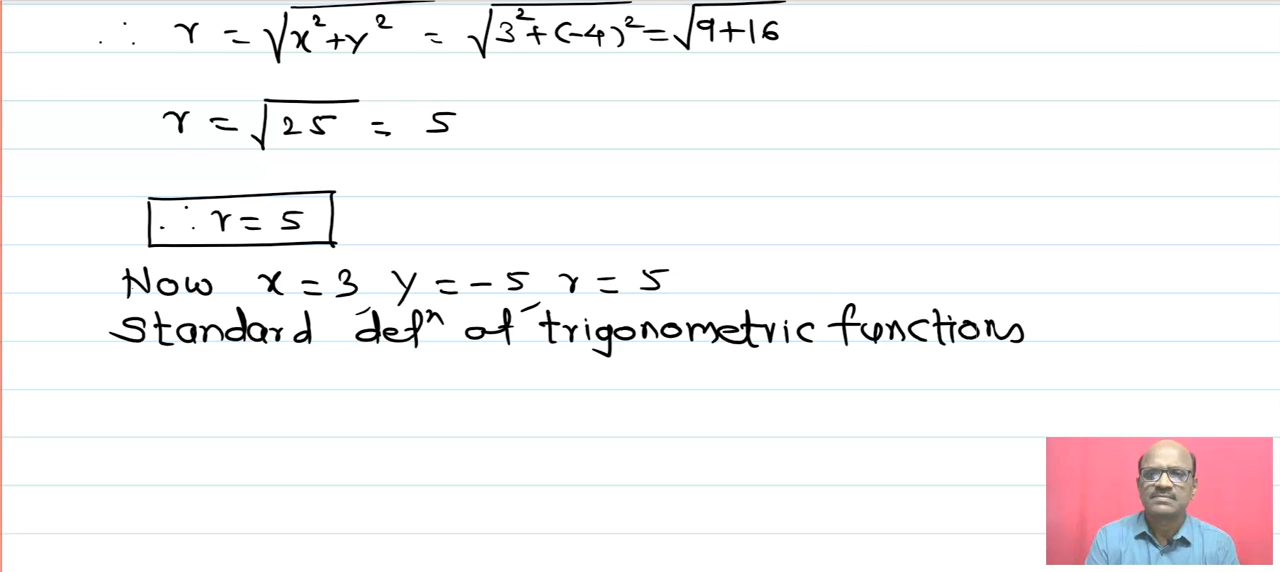 ∴ r = √x²+y² = √3²+(-4)² = √9+16
r = √25 = 5
∴ r = 5
Now x = 3 y = -5 r = 5
Standard defⁿ of trigonometric functions